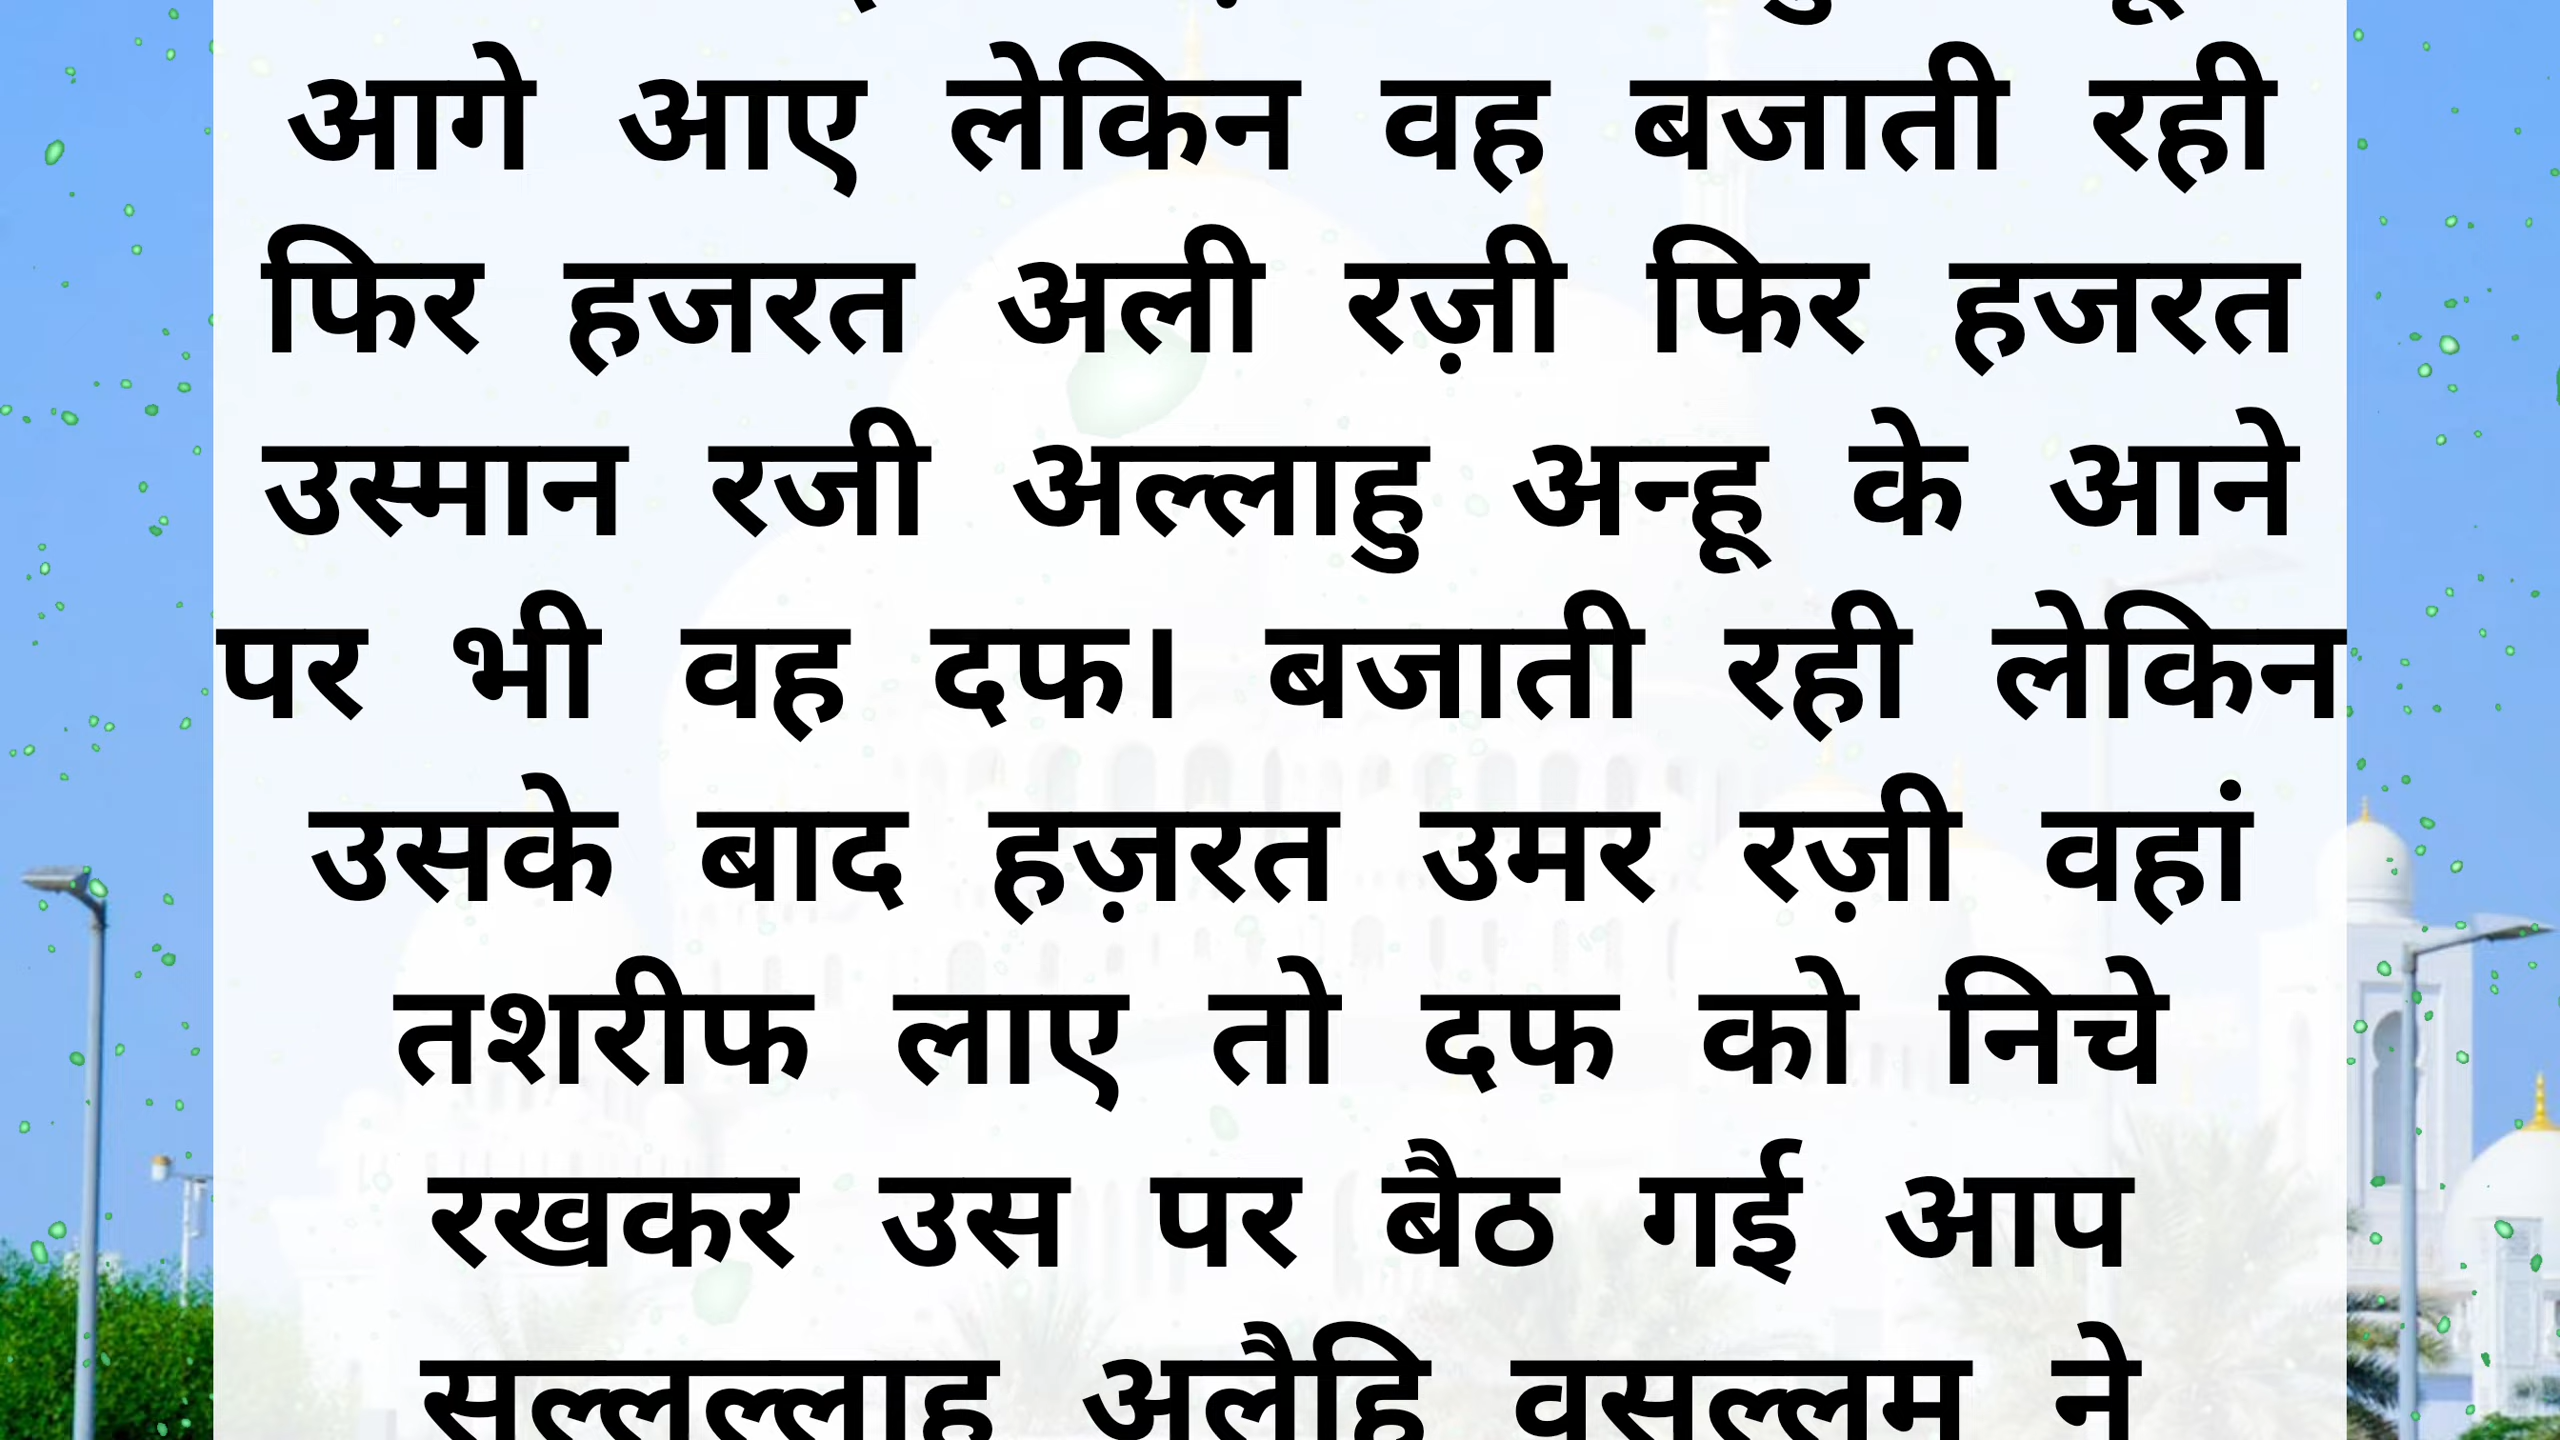 आगे आए लेकिन वह बजाती रही
फिर हजरत अली रज़ी फिर हजरत
उस्मान रजी अल्लाहु अन्हू के आने
पर भी वह दफ। बजाती रही लेकिन
उसके बाद हज़रत उमर रज़ी वहां
तशरीफ लाए तो दफ को निचे
रखकर उस पर बैठ गई आप
सल्लल्लाह अलैहि वसल्लम ने